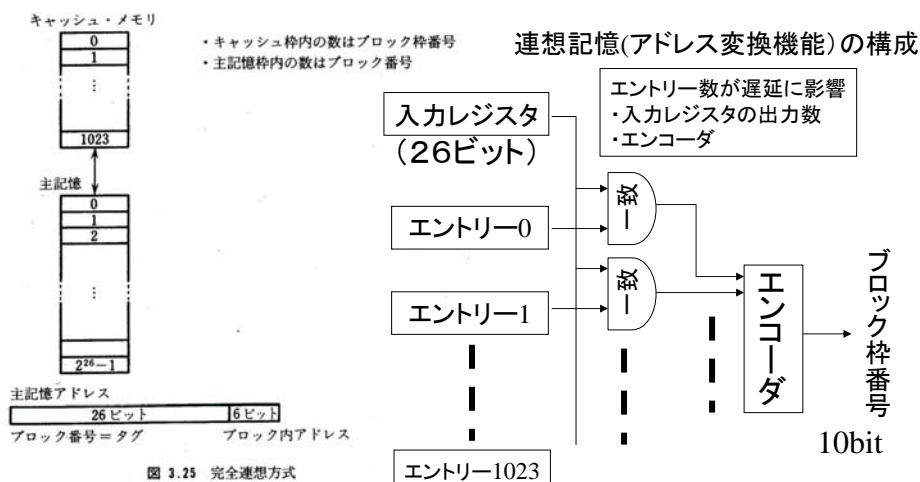 キャッシュ・メモリ
0
1
⋮
1023
・キャッシュ枠内の数はブロック枠番号
・主記憶枠内の数はブロック番号
主記憶
0
1
2
⋮
2²⁶−1
主記憶アドレス
26 ビット 6 ビット
ブロック番号＝タグ ブロック内アドレス
図 3.25 完全連想方式
連想記憶(アドレス変換機能)の構成
エントリー数が遅延に影響
・入力レジスタの出力数
・エンコーダ
入力レジスタ
(26ビット)
エントリー0
一致
エントリー1
一致
エントリー1023
エンコーダ
ブロック枠番号
10bit